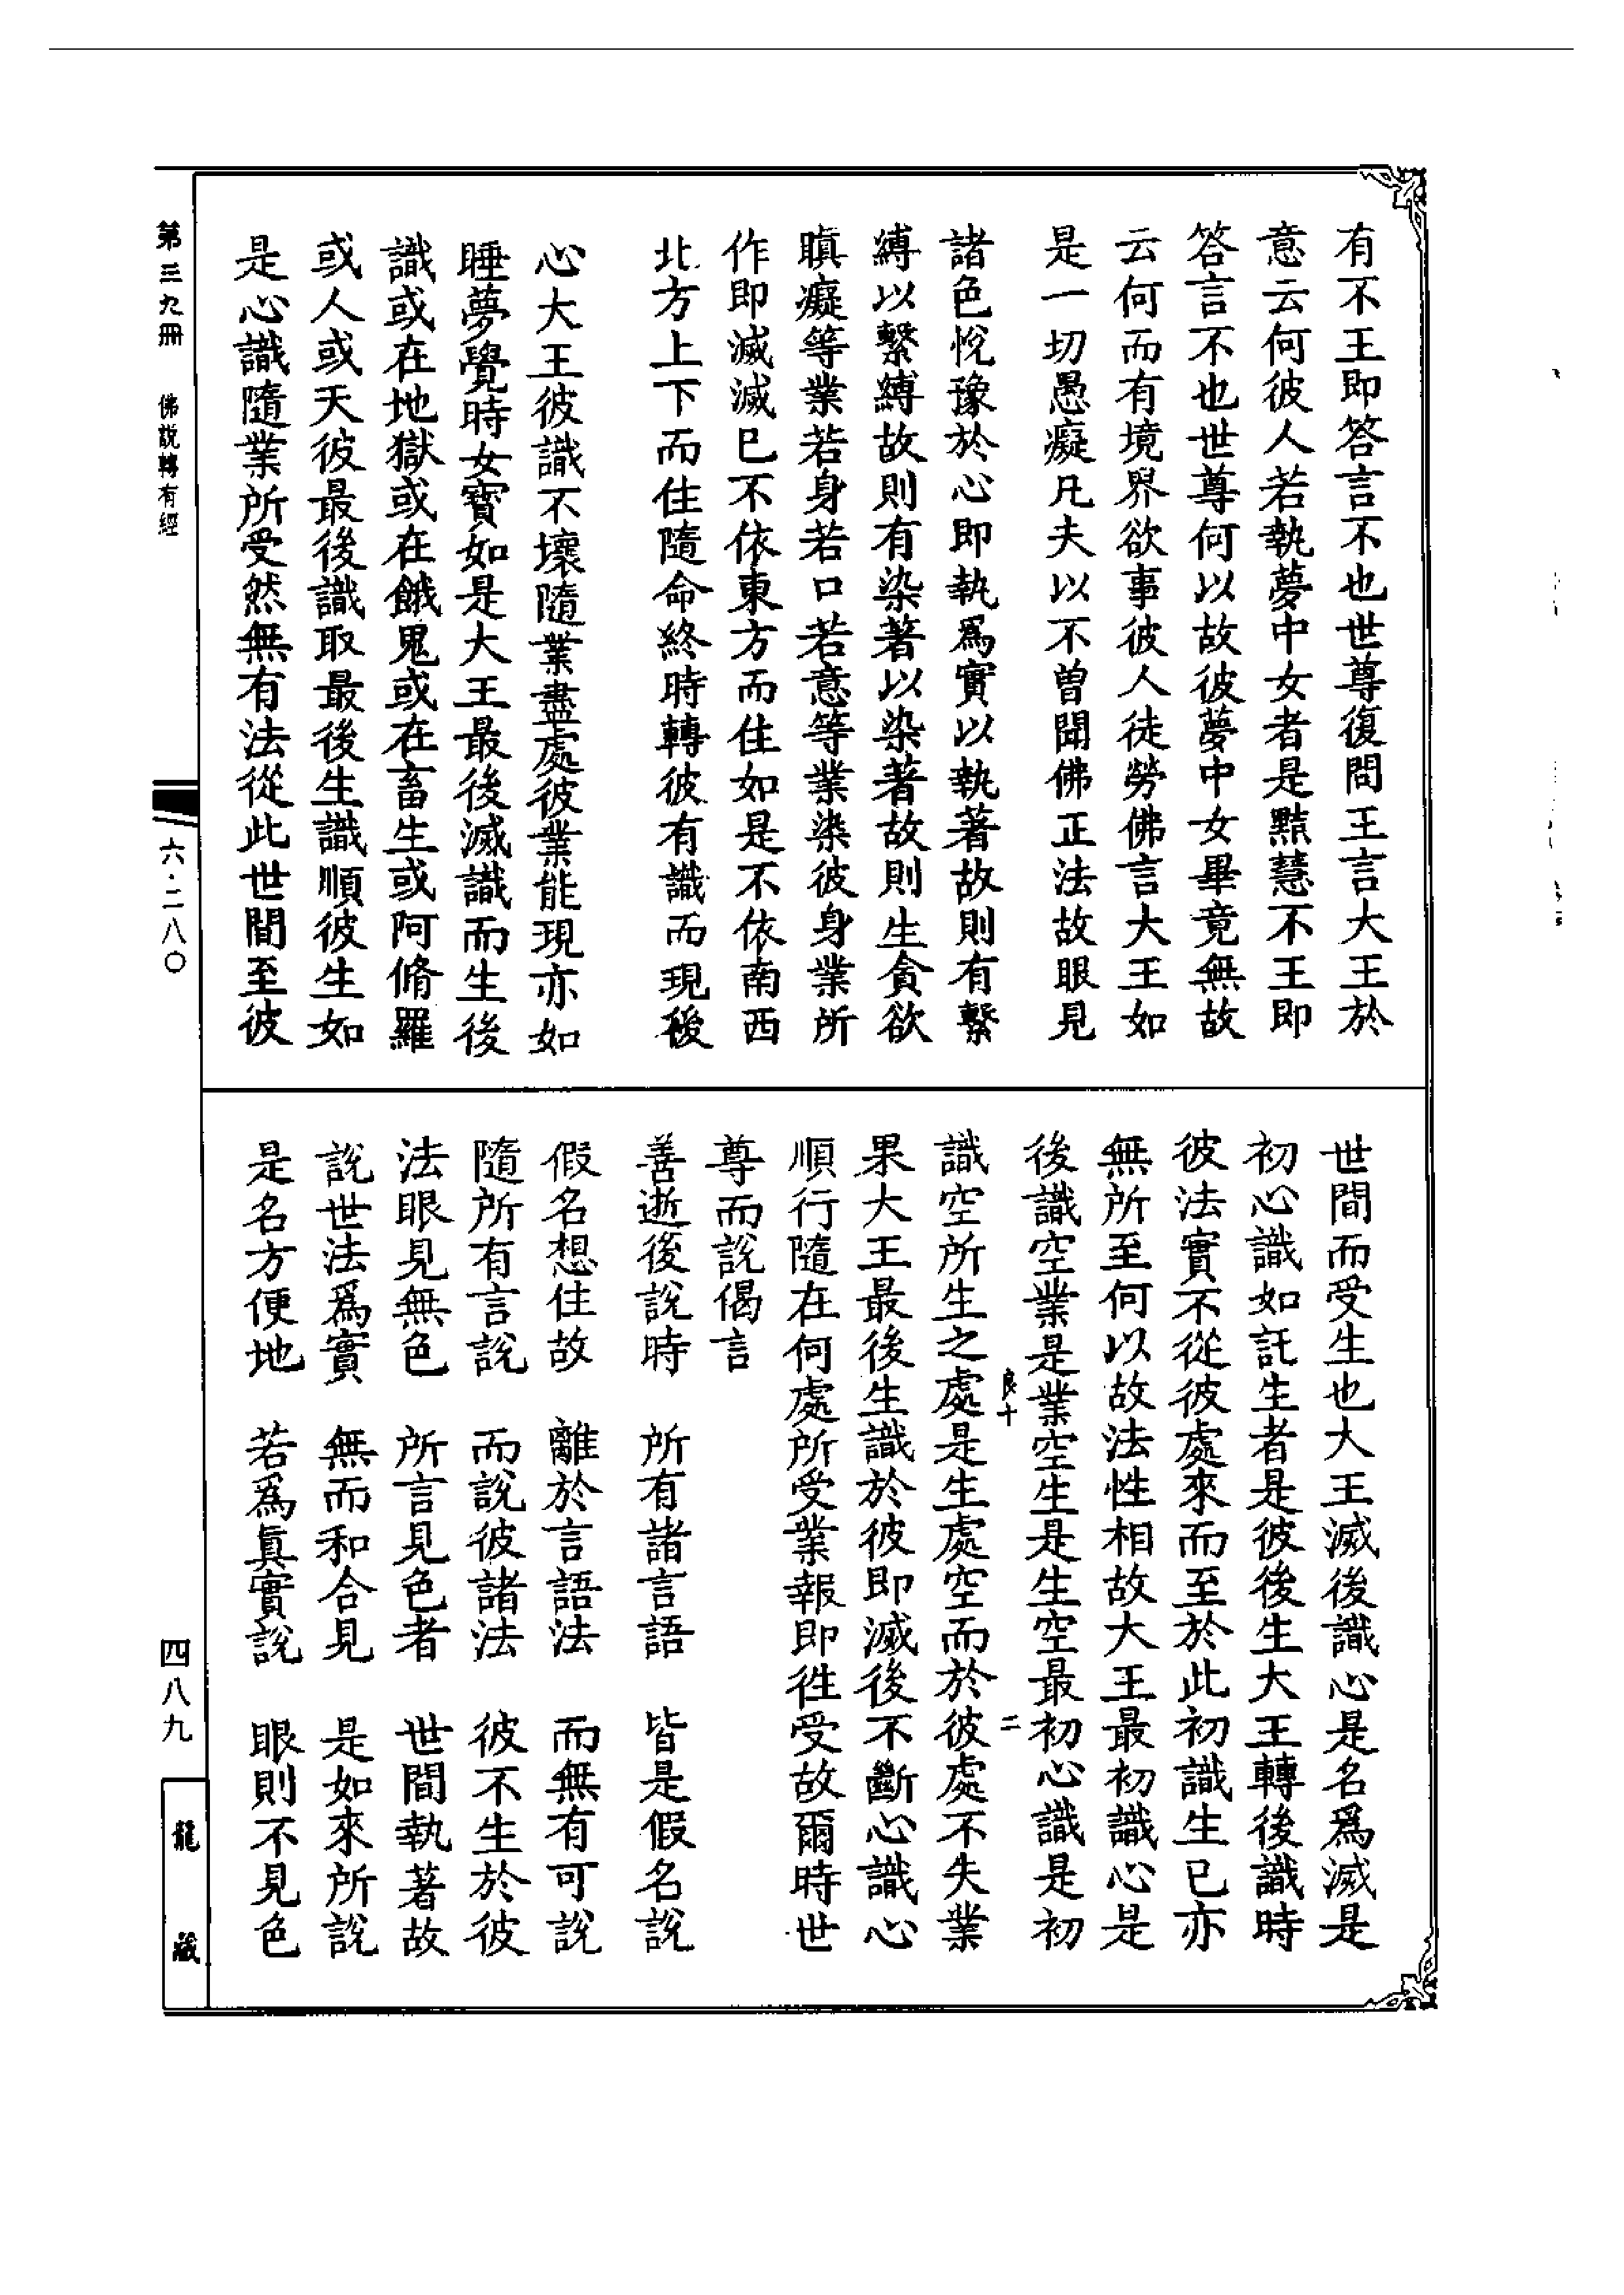 有不王即答言不也世尊復問王言大王於
意云何彼人若執夢中女者是黠慧不王即
答言不也世尊何以故彼夢中女畢竟無故
云何而有境界欲事彼人徒勞佛言大王如
是一切愚癡凡夫以不曾聞佛正法故眼見
諸色悅豫於心即執爲實以執著故則有繫
縛以繫縛故則有染著以染著故則生貪欲
瞋癡等業若身若口若意等業染彼身業所
作即滅滅已不依東方而住如是不依南西
北方上下而住隨命終時轉彼有識而現後
心大王彼識不壞隨業盡處彼業能現亦如
睡夢覺時女寶如是大王最後滅識而生後
識或在地獄或在餓鬼或在畜生或阿脩羅
或人或天彼最後識取最後生識順彼生如
是心識隨業所受然無有法從此世間至彼
世間而受生也大王滅後識心是名爲滅是
初心識如託生者是彼後生大王轉後識時
彼法實不從彼處來而至於此初識生已亦
無所至何以故法性相故大王最初識心是
後識空業是業空生是生空最初心識是初
良十 二
識空所生之處是生處空而於彼處不失業
果大王最後生識於彼即滅後不斷心識心
順行隨在何處所受業報即徃受故爾時世
尊而說偈言
善逝後說時 所有諸言語 皆是假名說
假名想住故 離於言語法 而無有可說
隨所有言說 而說彼諸法 彼不生於彼
法眼見無色 所言見色者 世間執著故
說世法爲實 無而和合見 是如來所說
是名方便地 若爲眞實說 眼則不見色
第三九冊 佛說轉有經 六·二八〇 四八九 龍藏